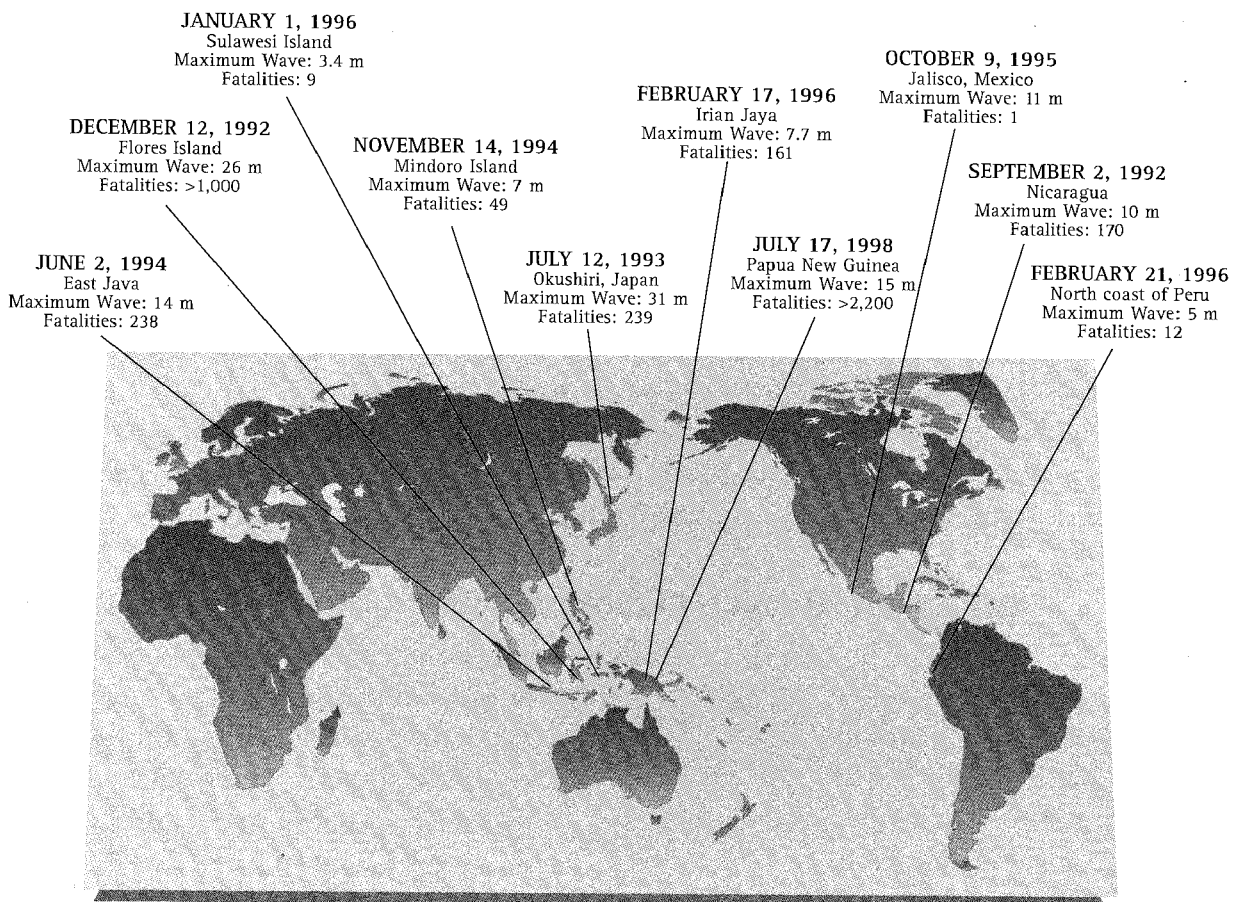 JANUARY 1, 1996
Sulawesi Island
Maximum Wave: 3.4 m
Fatalities: 9
DECEMBER 12, 1992
Flores Island
Maximum Wave: 26 m
Fatalities: >1,000
JUNE 2, 1994
East Java
Maximum Wave: 14 m
Fatalities: 238
NOVEMBER 14, 1994
Mindoro Island
Maximum Wave: 7 m
Fatalities: 49
JULY 12, 1993
Okushiri, Japan
Maximum Wave: 31 m
Fatalities: 239
FEBRUARY 17, 1996
Irian Jaya
Maximum Wave: 7.7 m
Fatalities: 161
JULY 17, 1998
Papua New Guinea
Maximum Wave: 15 m
Fatalities: >2,200
OCTOBER 9, 1995
Jalisco, Mexico
Maximum Wave: 11 m
Fatalities: 1
SEPTEMBER 2, 1992
Nicaragua
Maximum Wave: 10 m
Fatalities: 170
FEBRUARY 21, 1996
North coast of Peru
Maximum Wave: 5 m
Fatalities: 12